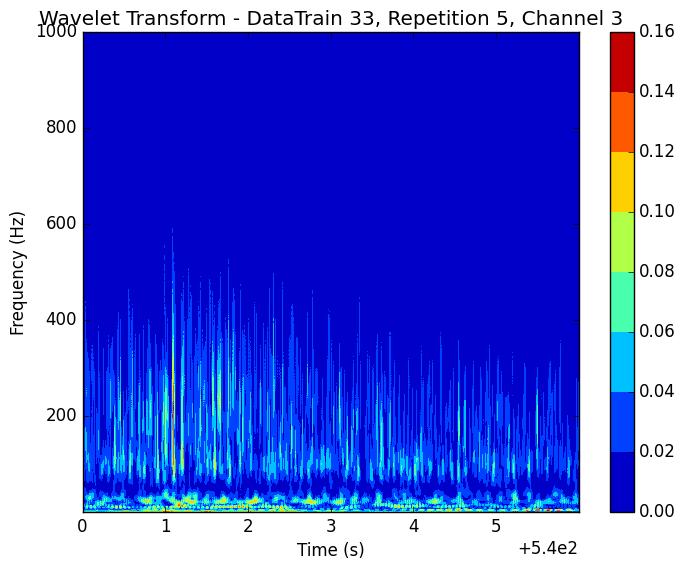 Wavelet Transform - DataTrain 33, Repetition 5, Channel 3
1000
800
600
400
200
Frequency (Hz)
0 1 2 3 4 5
Time (s)
+5.4e2
0.16
0.14
0.12
0.10
0.08
0.06
0.04
0.02
0.00